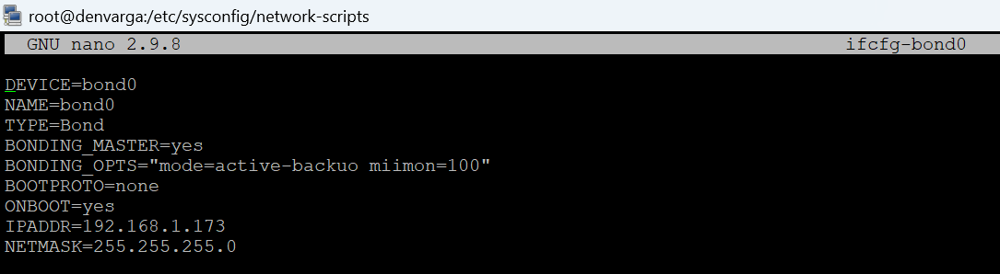 root@denvarga:/etc/sysconfig/network-scripts
GNU nano 2.9.8 ifcfg-bond0
DEVICE=bond0
NAME=bond0
TYPE=Bond
BONDING_MASTER=yes
BONDING_OPTS="mode=active-backuo miimon=100"
BOOTPROTO=none
ONBOOT=yes
IPADDR=192.168.1.173
NETMASK=255.255.255.0